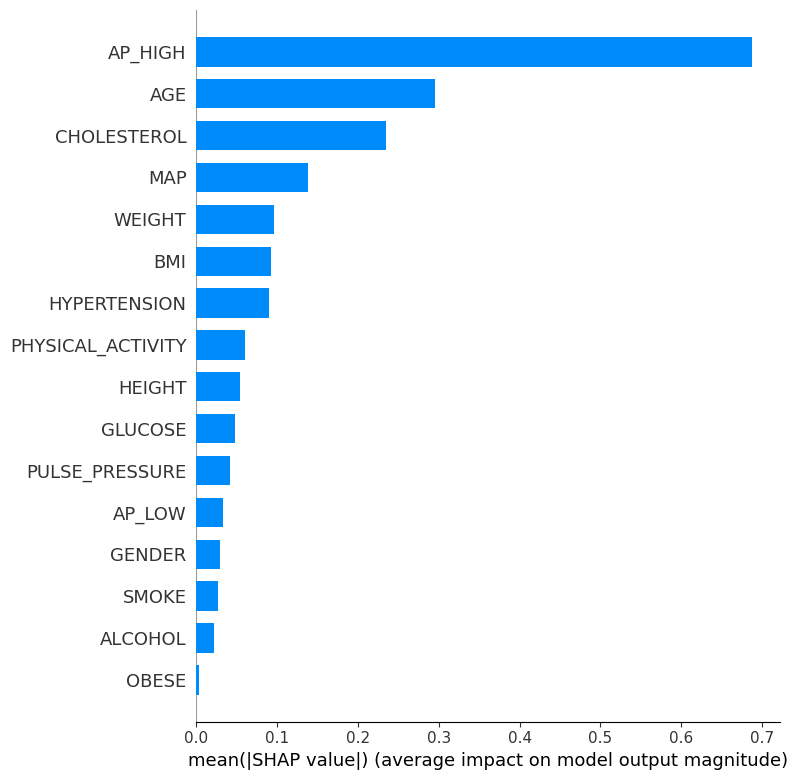 AP_HIGH
AGE
CHOLESTEROL
MAP
WEIGHT
BMI
HYPERTENSION
PHYSICAL_ACTIVITY
HEIGHT
GLUCOSE
PULSE_PRESSURE
AP_LOW
GENDER
SMOKE
ALCOHOL
OBESE
0.0 0.1 0.2 0.3 0.4 0.5 0.6 0.7
mean(|SHAP value|) (average impact on model output magnitude)